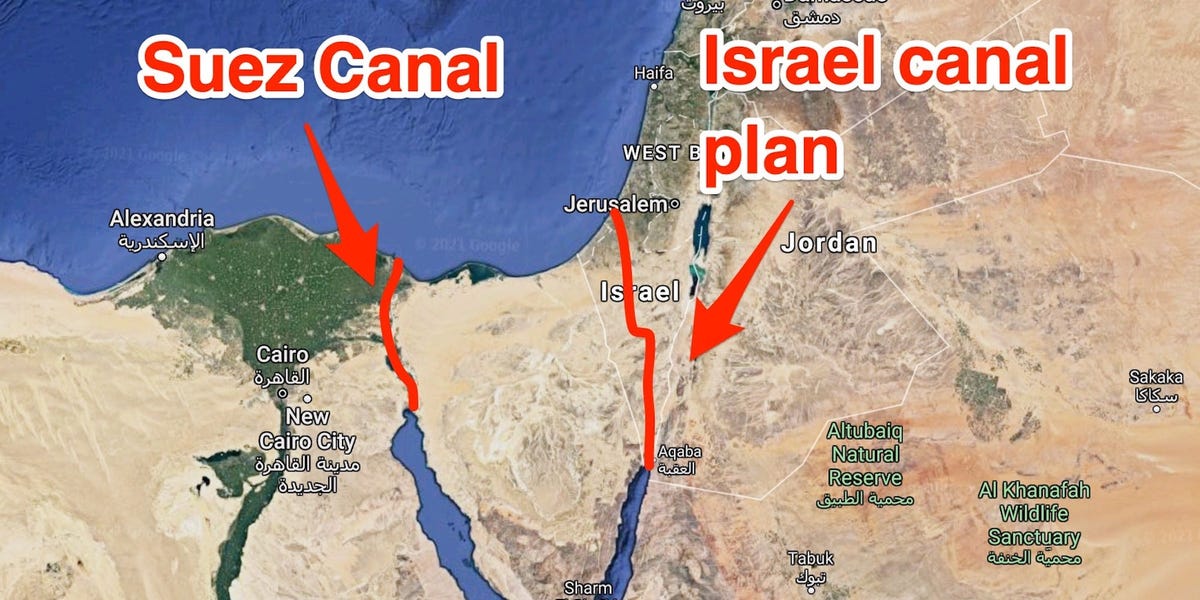 بيروت
دمشق
Suez Canal
Israel canal
plan
Haifa
WEST B
Jerusalem
Alexandria
الإسكندرية
© 2021 Google
Jordan
Israel
Cairo
القاهرة
New
Cairo City
مدينة القاهرة
الجديدة
Aqaba
العقبة
Sakaka
سكاكا
Altubaiq
Natural
Reserve
محمية الطبيق
Al Khanafah
Wildlife
Sanctuary
محمية الخنفة
Tabuk
تبوك
Sharm